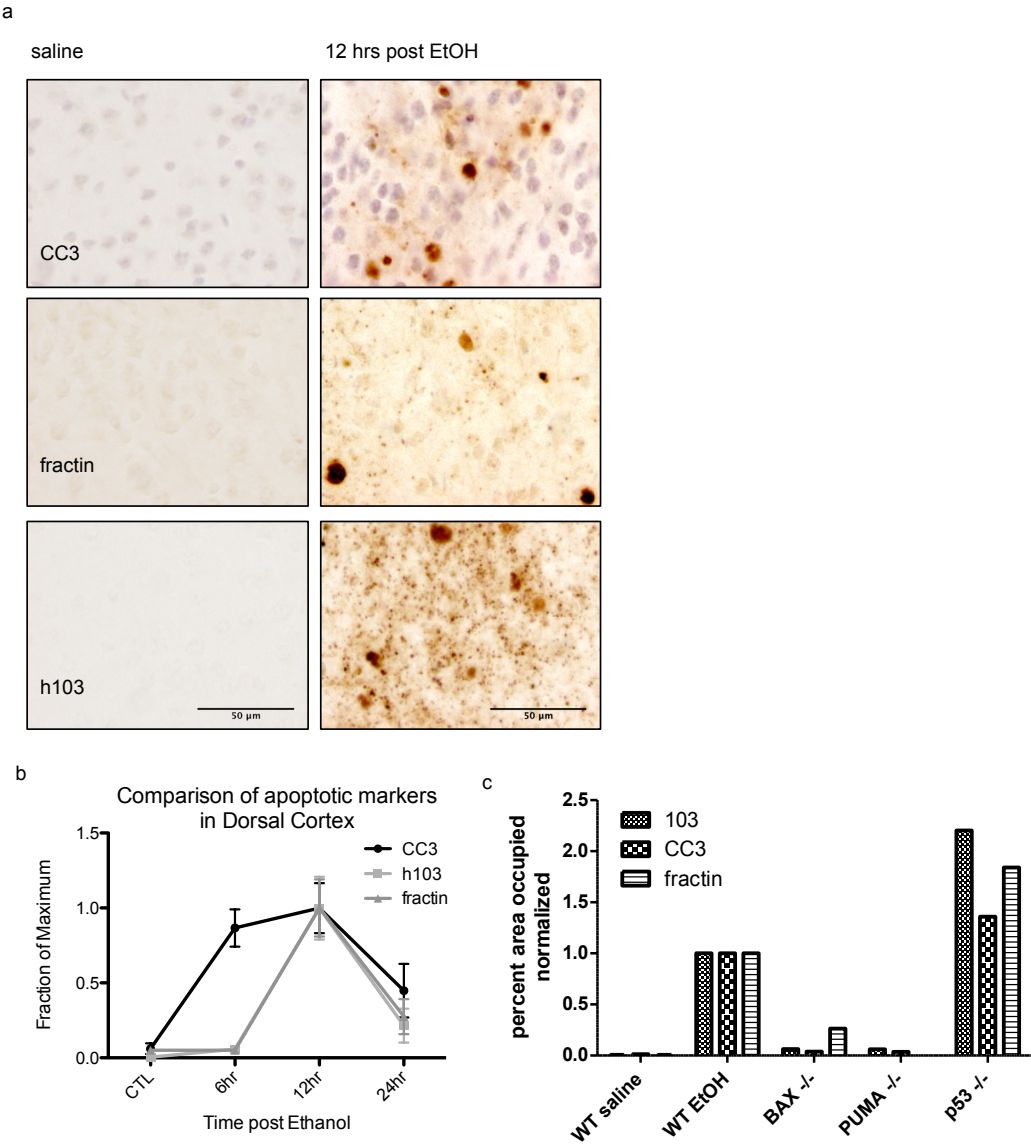 a
saline
12 hrs post EtOH
CC3
fractin
h103
50 µm
50 µm
b
Comparison of apoptotic markers
in Dorsal Cortex
CC3
h103
fractin
Fraction of Maximum
1.5
1.0
0.5
0.0
CTL
6hr
12hr
24hr
Time post Ethanol
c
percent area occupied
normalized
2.5
2.0
1.5
1.0
0.5
0.0
103
CC3
fractin
WT saline
WT EtOH
BAX -/-
PUMA -/-
p53 -/-